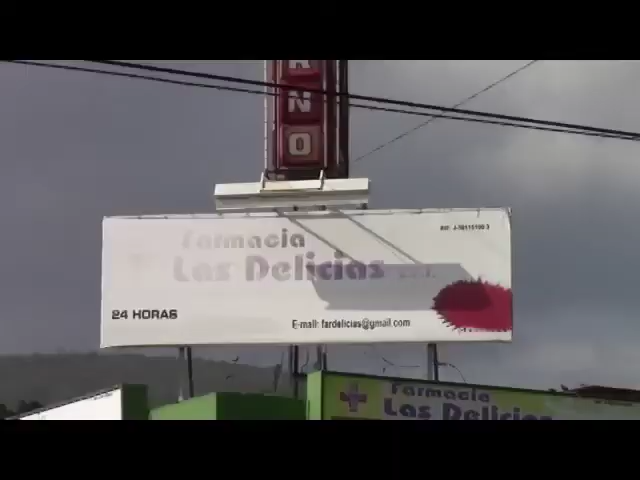 R
N
O
Farmacia
Las Delicias
24 HORAS
E-mail: fardelicias@gmail.com
Farmacia
Las Delicias